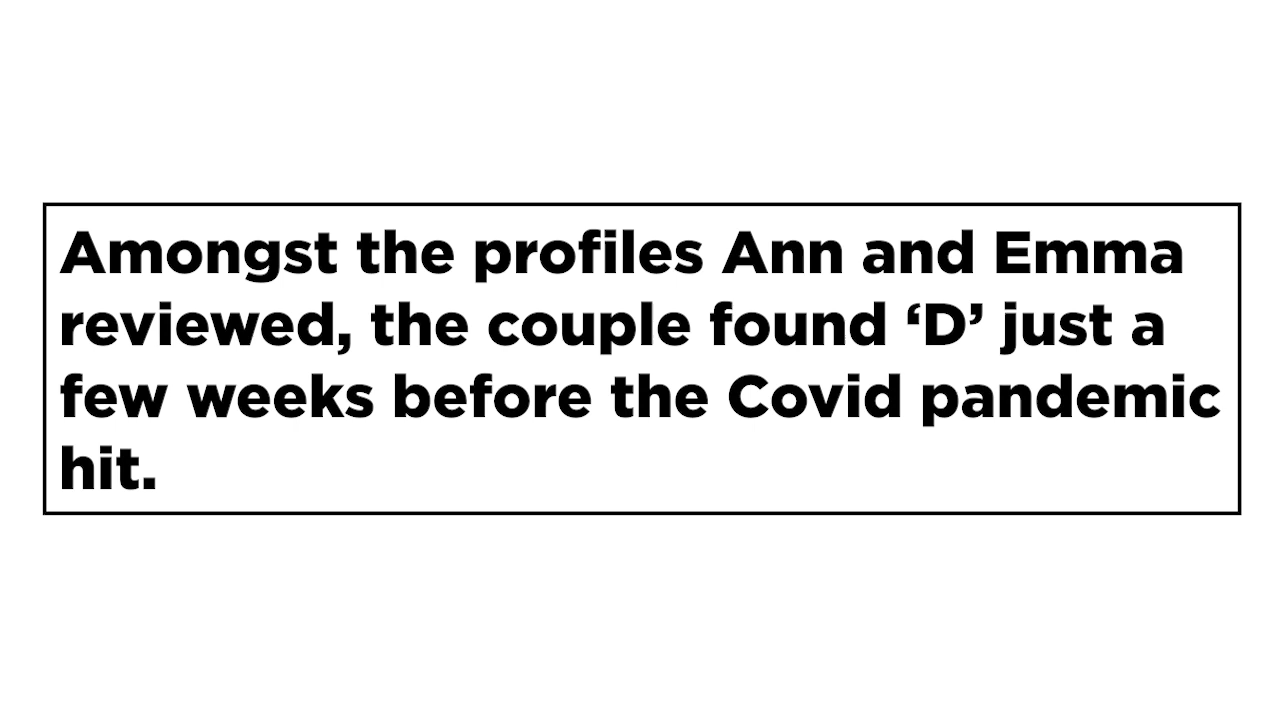 Amongst the profiles Ann and Emma
reviewed, the couple found ‘D’ just a
few weeks before the Covid pandemic
hit.